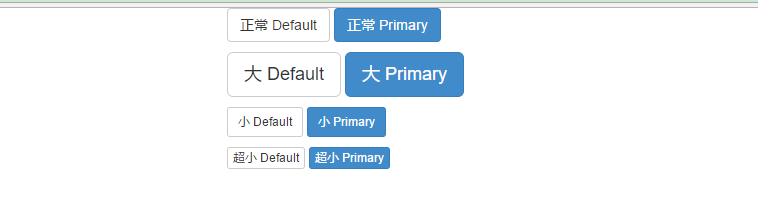 正常 Default 正常 Primary
大 Default 大 Primary
小 Default 小 Primary
超小 Default 超小 Primary